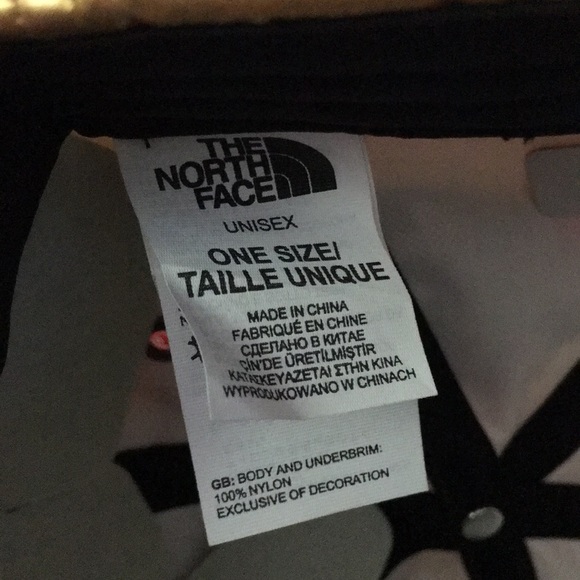 THE
NORTH
FACE
UNISEX
ONE SIZE/
TAILLE UNIQUE
MADE IN CHINA
FABRIQUÉ EN CHINE
СДЕЛАНО В КИТАЕ
ÇİN'DE ÜRETİLMİŞTİR
ΚΑΤΑΣΚΕΥΑΖΕΤΑΙ ΣΤΗΝ ΚΙΝΑ
WYPRODUKOWANO W CHINACH
GB: BODY AND UNDERBRIM:
100% NYLON
EXCLUSIVE OF DECORATION